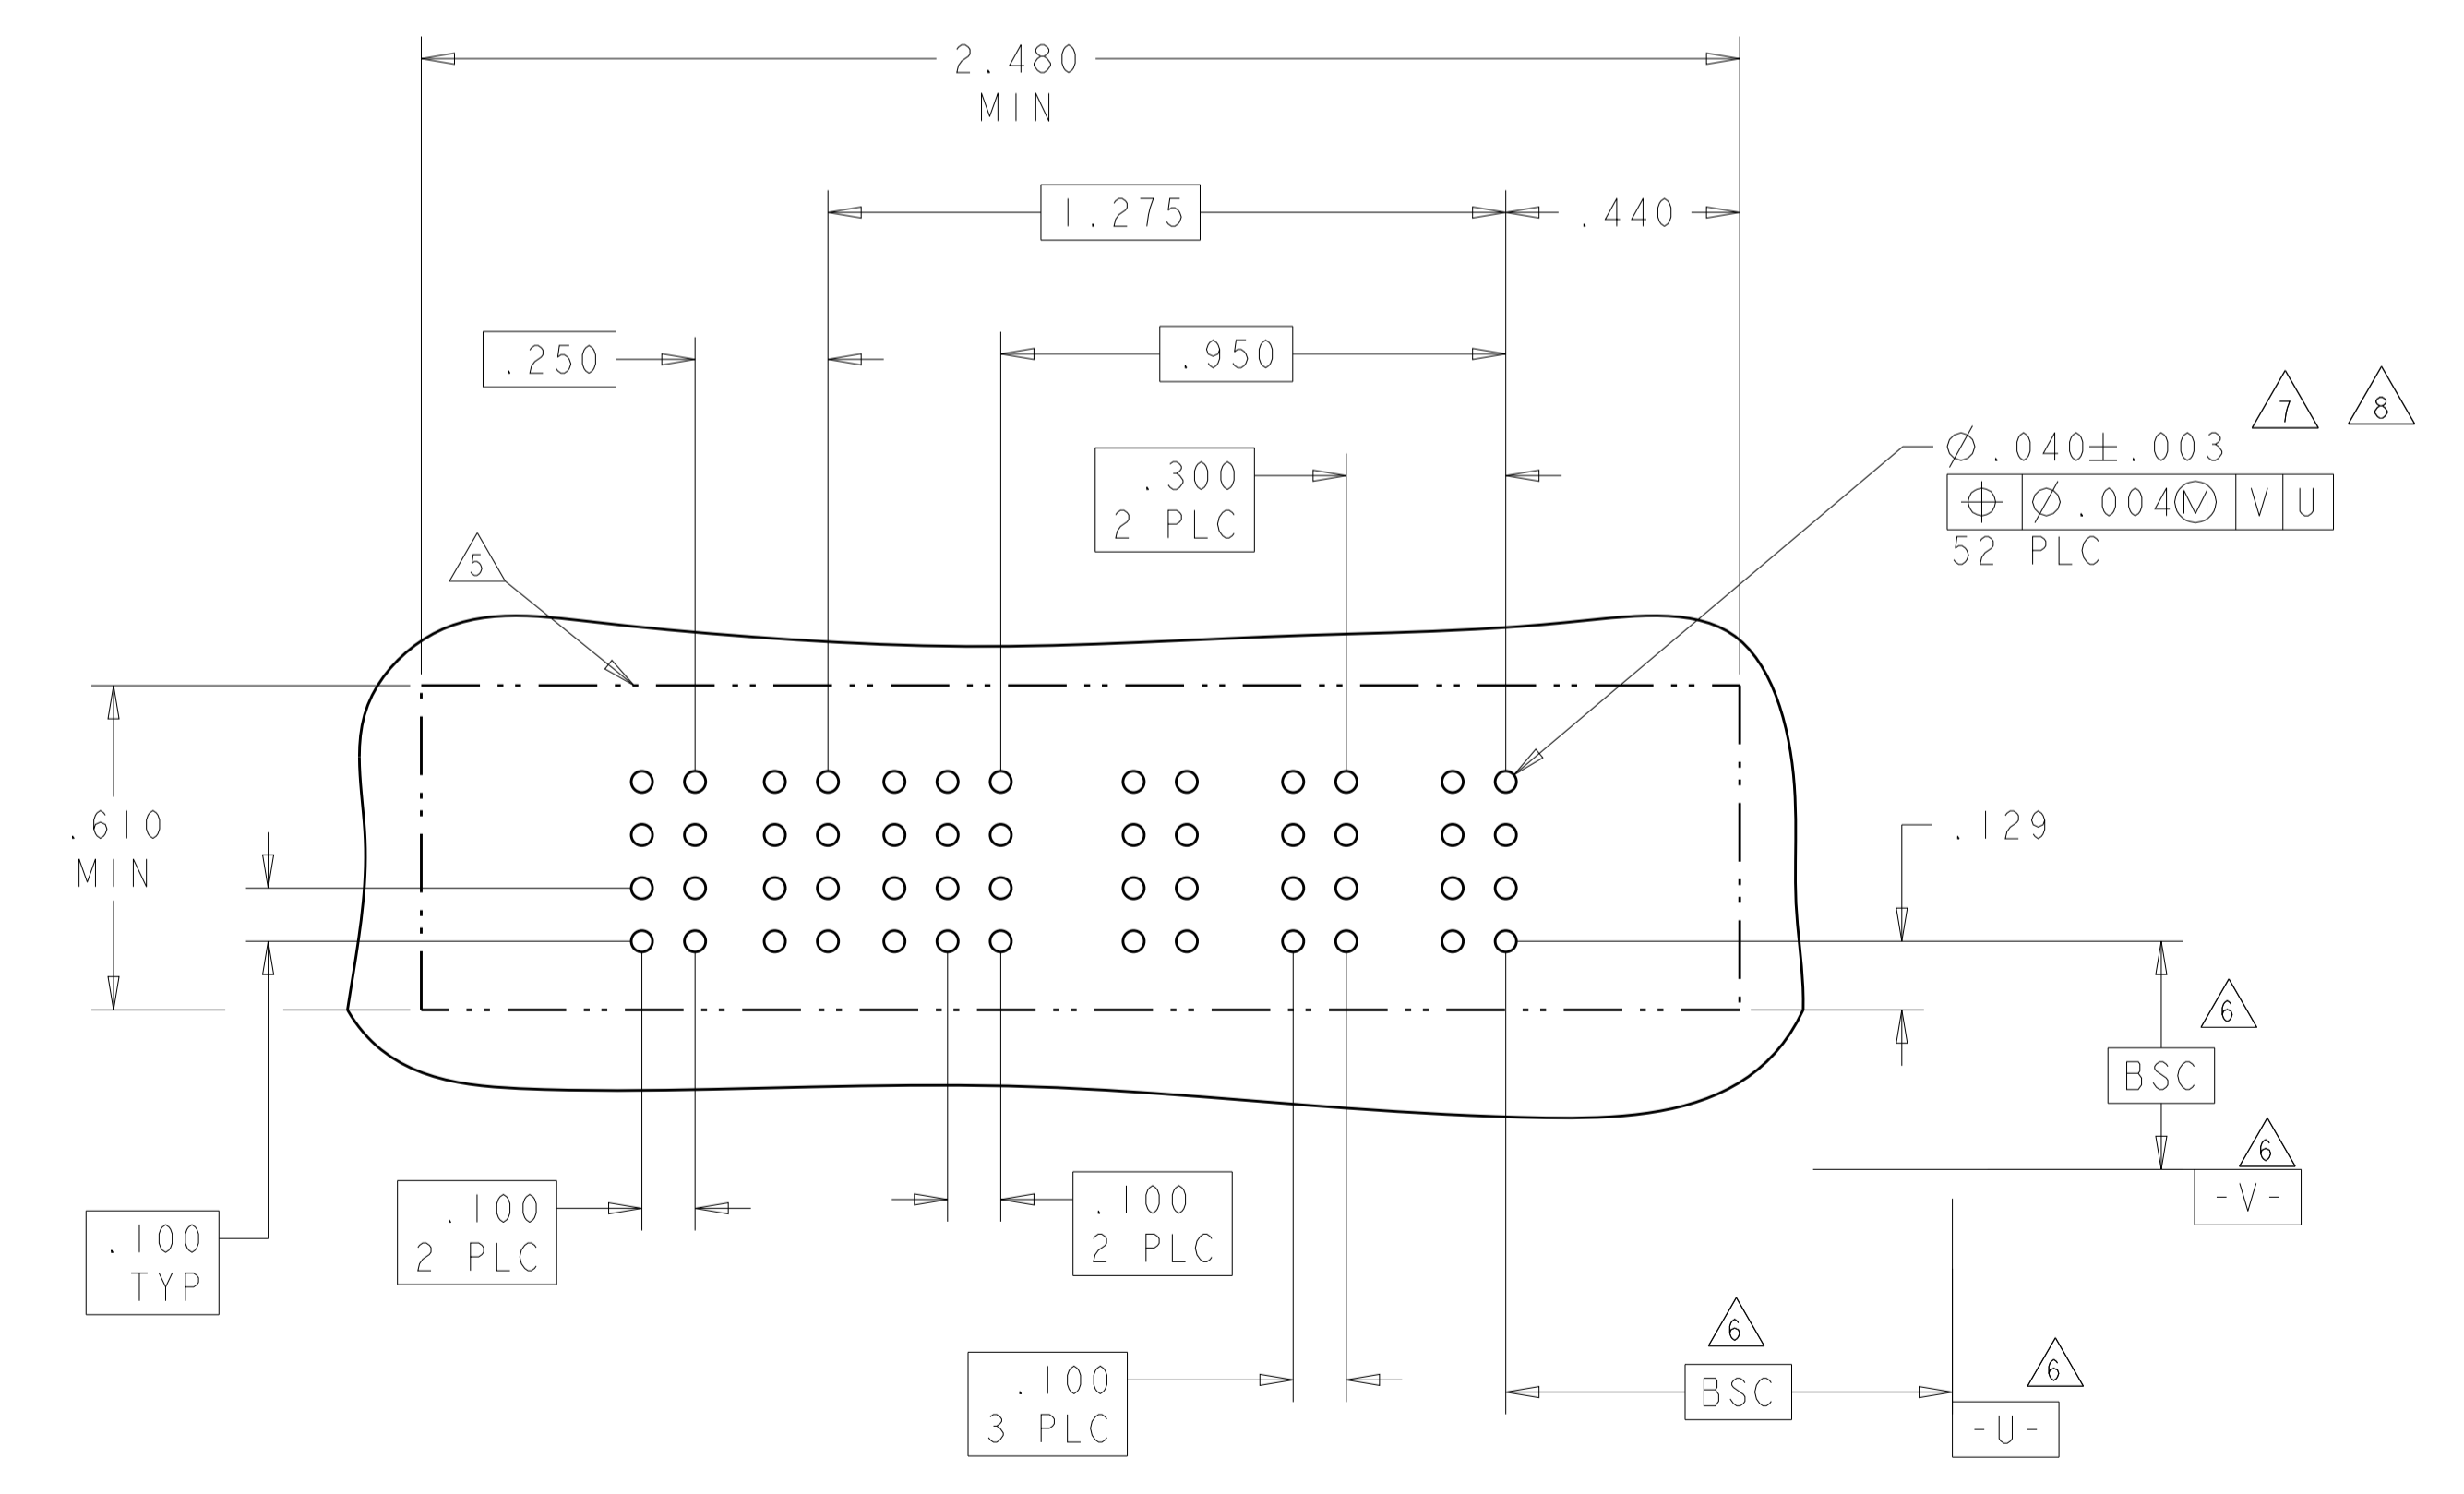 2.480
MIN
1.275
.440
.250
.950
7
8
.300
2 PLC
⌀.040±.003
⌖ ⌀.004Ⓜ V U
52 PLC
5
.610
MIN
.129
6
BSC
6
-V-
.100
2 PLC
.100
2 PLC
.100
TYP
6
.100
3 PLC
BSC
6
-U-